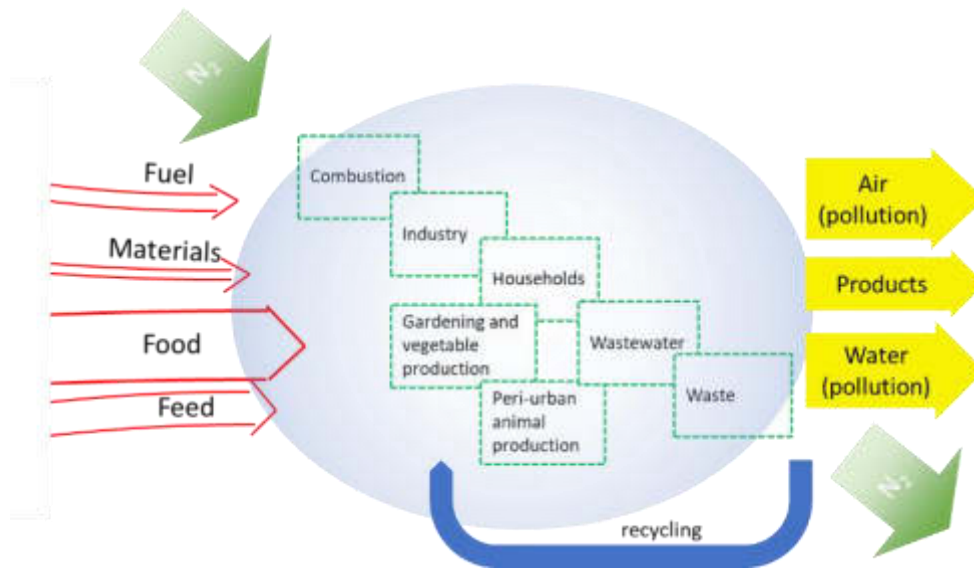 N2
Fuel
Materials
Food
Feed
Combustion
Industry
Households
Gardening and
vegetable
production
Wastewater
Peri-urban
animal
production
Waste
Air
(pollution)
Products
Water
(pollution)
N2
recycling